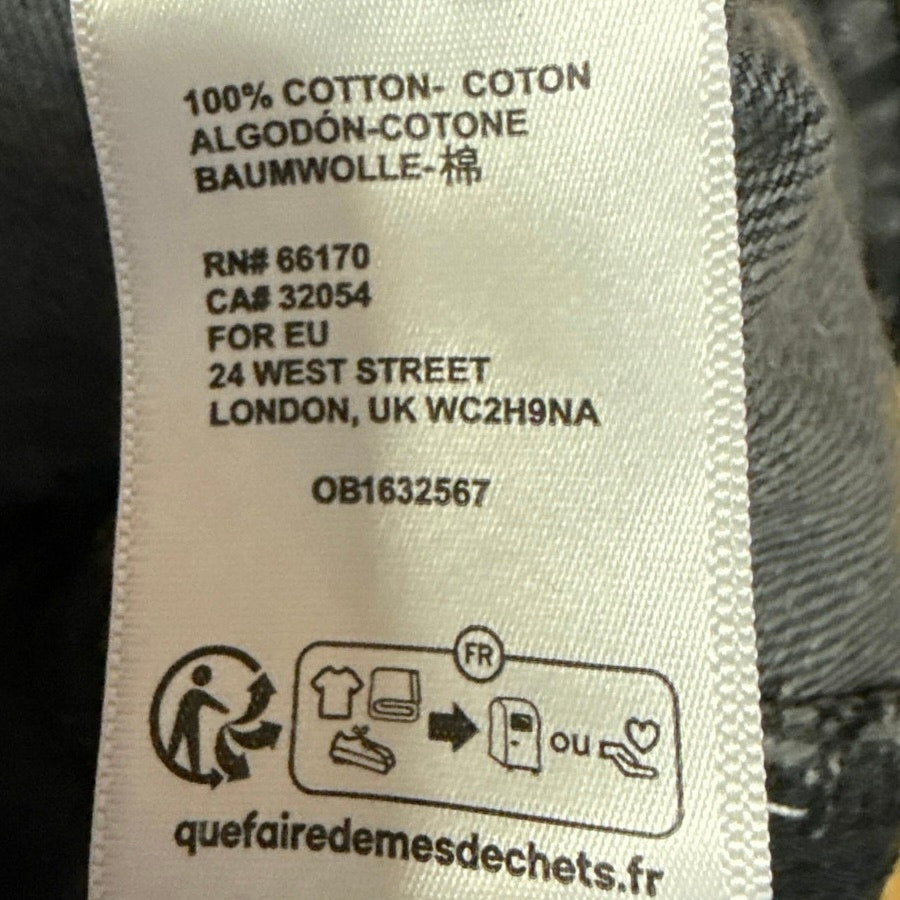 100% COTTON- COTON
ALGODÓN-COTONE
BAUMWOLLE-棉
RN# 66170
CA# 32054
FOR EU
24 WEST STREET
LONDON, UK WC2H9NA
OB1632567
FR
ou
quefairedemesdechets.fr